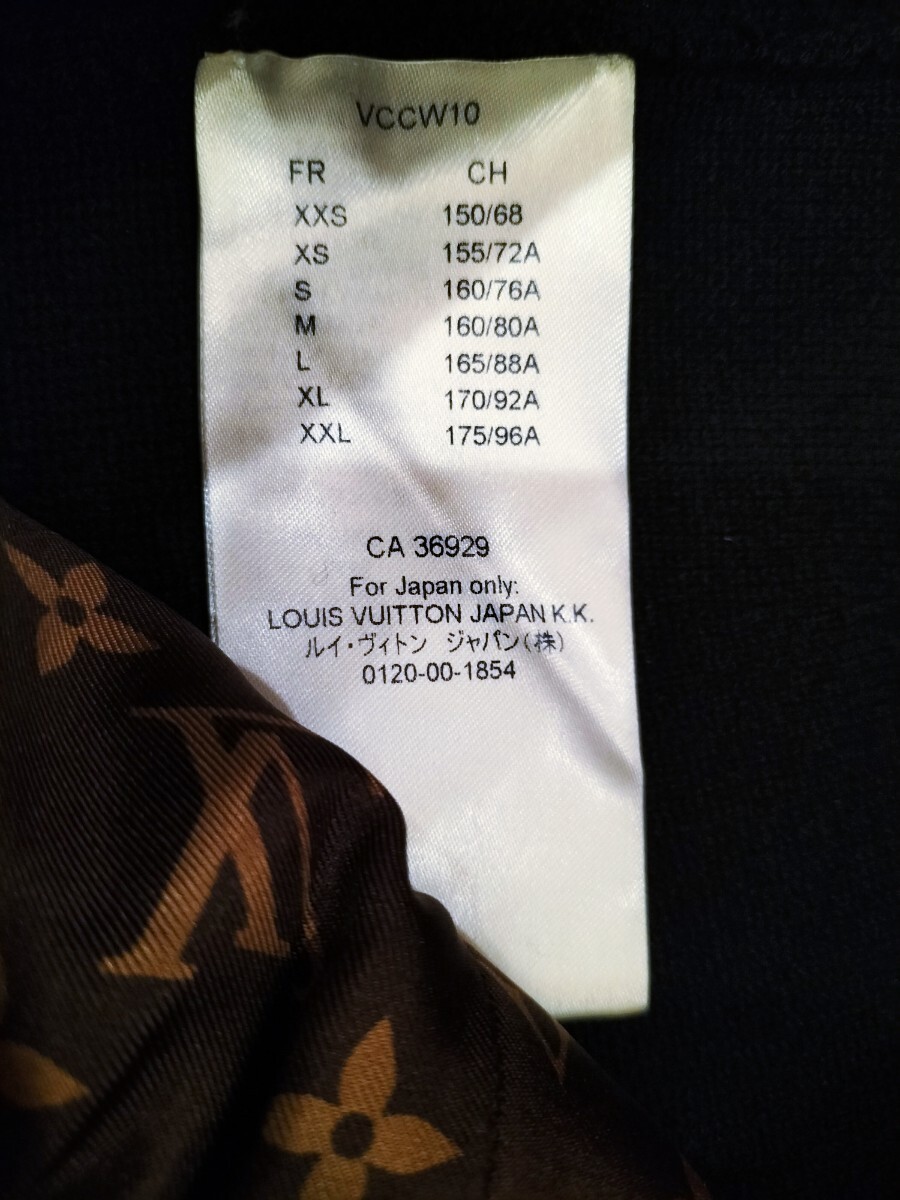 VCCW10
FR CH
XXS 150/68
XS 155/72A
S 160/76A
M 160/80A
L 165/88A
XL 170/92A
XXL 175/96A
CA 36929
For Japan only:
LOUIS VUITTON JAPAN K.K.
ルイ・ヴィトン ジャパン(株)
0120-00-1854